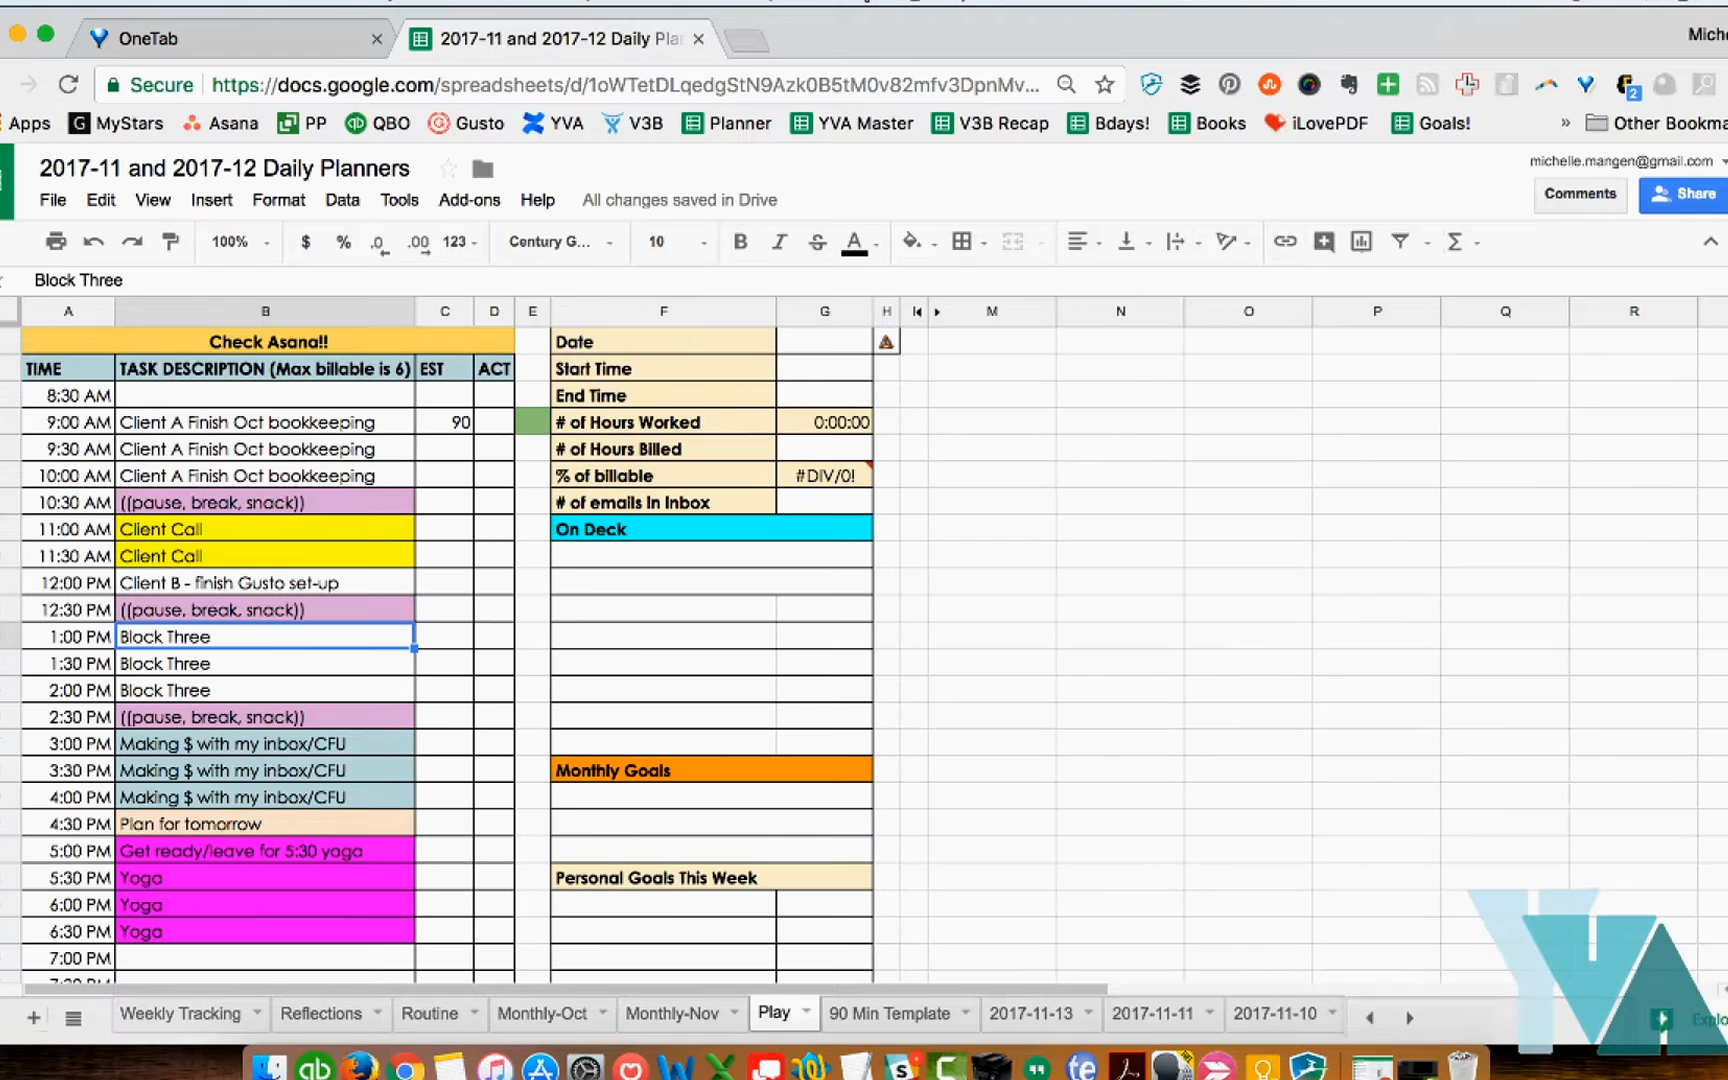 OneTab
2017-11 and 2017-12 Daily Pla
Secure
https://docs.google.com/spreadsheets/d/1oWTetDLqedgStN9Azk0B5tM0v82mfv3DpnMv...
Apps MyStars Asana PP QBO Gusto YVA V3B Planner YVA Master V3B Recap Bdays! Books iLovePDF Goals! » Other Bookma
2017-11 and 2017-12 Daily Planners
michelle.mangen@gmail.com
File Edit View Insert Format Data Tools Add-ons Help All changes saved in Drive
Comments Share
100% $ % .0 .00 123 Century G... 10 B I S A Σ
Block Three
A B C D E F G H M N O P Q R
Check Asana!! Date
TIME TASK DESCRIPTION (Max billable is 6) EST ACT Start Time
8:30 AM End Time
9:00 AM Client A Finish Oct bookkeeping 90 # of Hours Worked 0:00:00
9:30 AM Client A Finish Oct bookkeeping # of Hours Billed
10:00 AM Client A Finish Oct bookkeeping % of billable #DIV/0!
10:30 AM ((pause, break, snack)) # of emails in Inbox
11:00 AM Client Call On Deck
11:30 AM Client Call
12:00 PM Client B - finish Gusto set-up
12:30 PM ((pause, break, snack))
1:00 PM Block Three
1:30 PM Block Three
2:00 PM Block Three
2:30 PM ((pause, break, snack))
3:00 PM Making $ with my inbox/CFU
3:30 PM Making $ with my inbox/CFU Monthly Goals
4:00 PM Making $ with my inbox/CFU
4:30 PM Plan for tomorrow
5:00 PM Get ready/leave for 5:30 yoga
5:30 PM Yoga Personal Goals This Week
6:00 PM Yoga
6:30 PM Yoga
7:00 PM
Weekly Tracking Reflections Routine Monthly-Oct Monthly-Nov Play 90 Min Template 2017-11-13 2017-11-11 2017-11-10